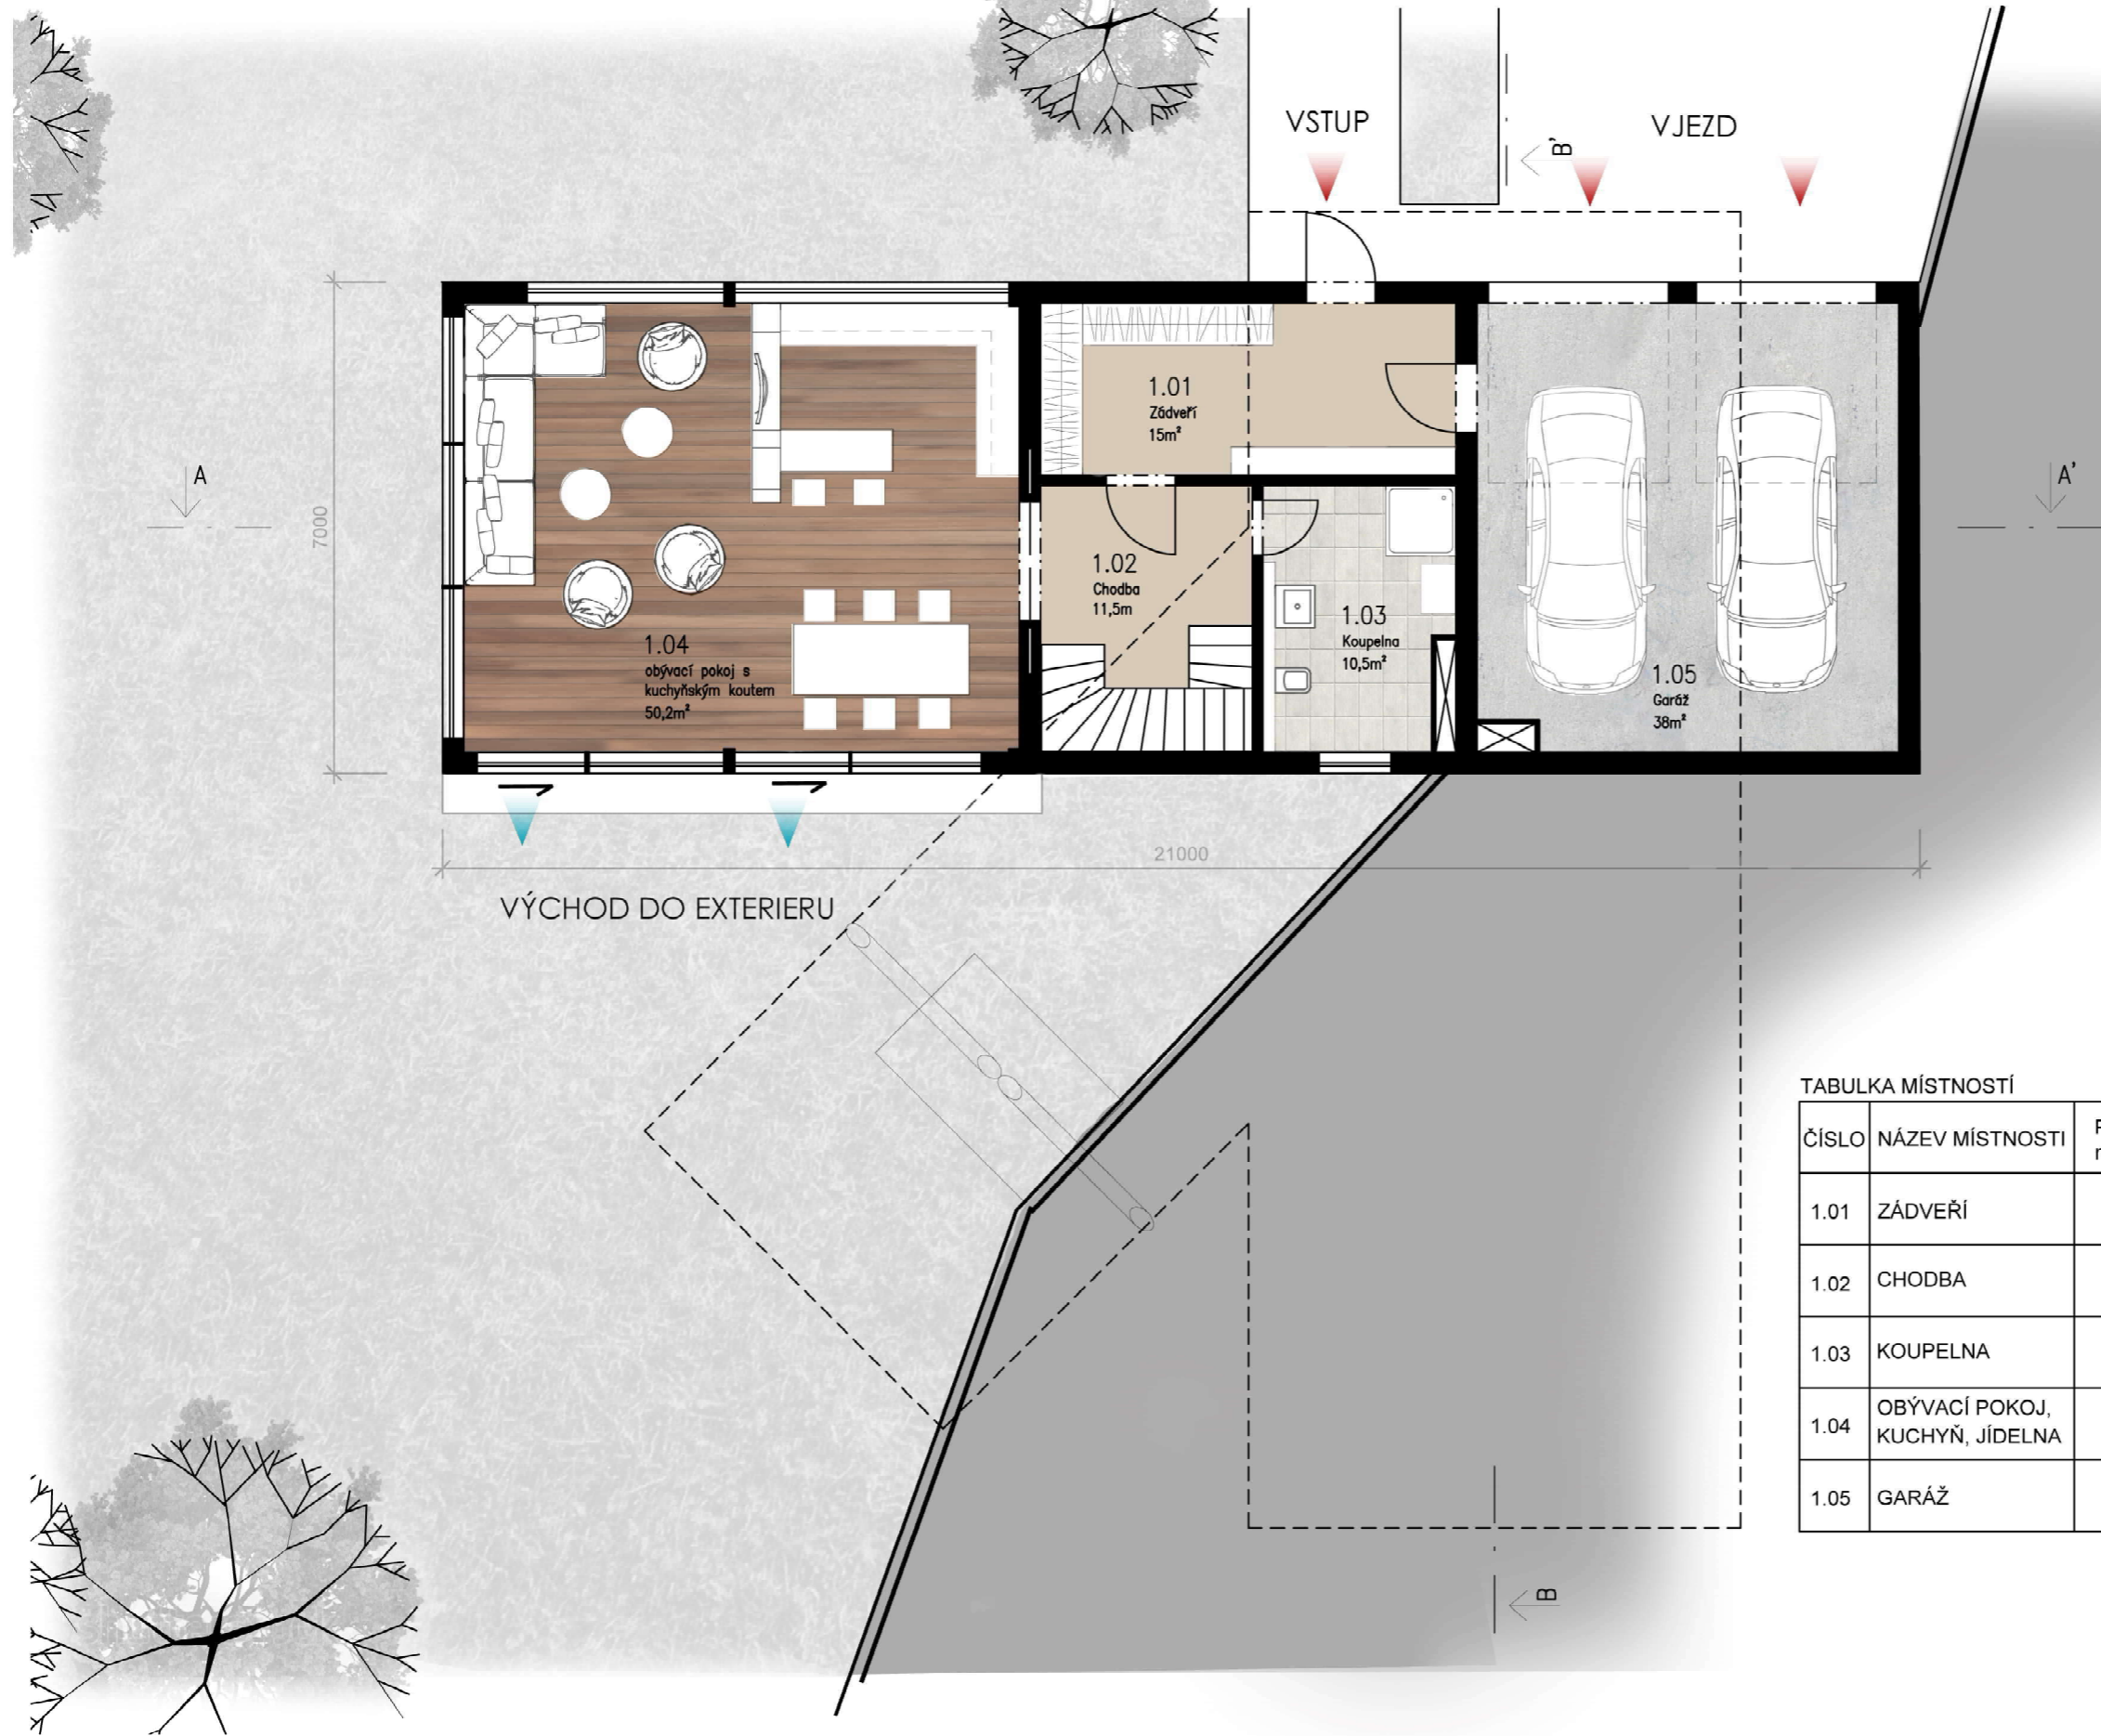 VSTUP
VJEZD
B'
A
A'
7000
1.01
Zádveří
15m²
1.02
Chodba
11,5m
1.03
Koupelna
10,5m²
1.04
obývací pokoj s
kuchyňským koutem
50,2m²
1.05
Garáž
38m²
21000
VÝCHOD DO EXTERIERU
TABULKA MÍSTNOSTÍ
ČÍSLO NÁZEV MÍSTNOSTI
1.01 ZÁDVEŘÍ
1.02 CHODBA
1.03 KOUPELNA
1.04 OBÝVACÍ POKOJ,
KUCHYŇ, JÍDELNA
1.05 GARÁŽ
B